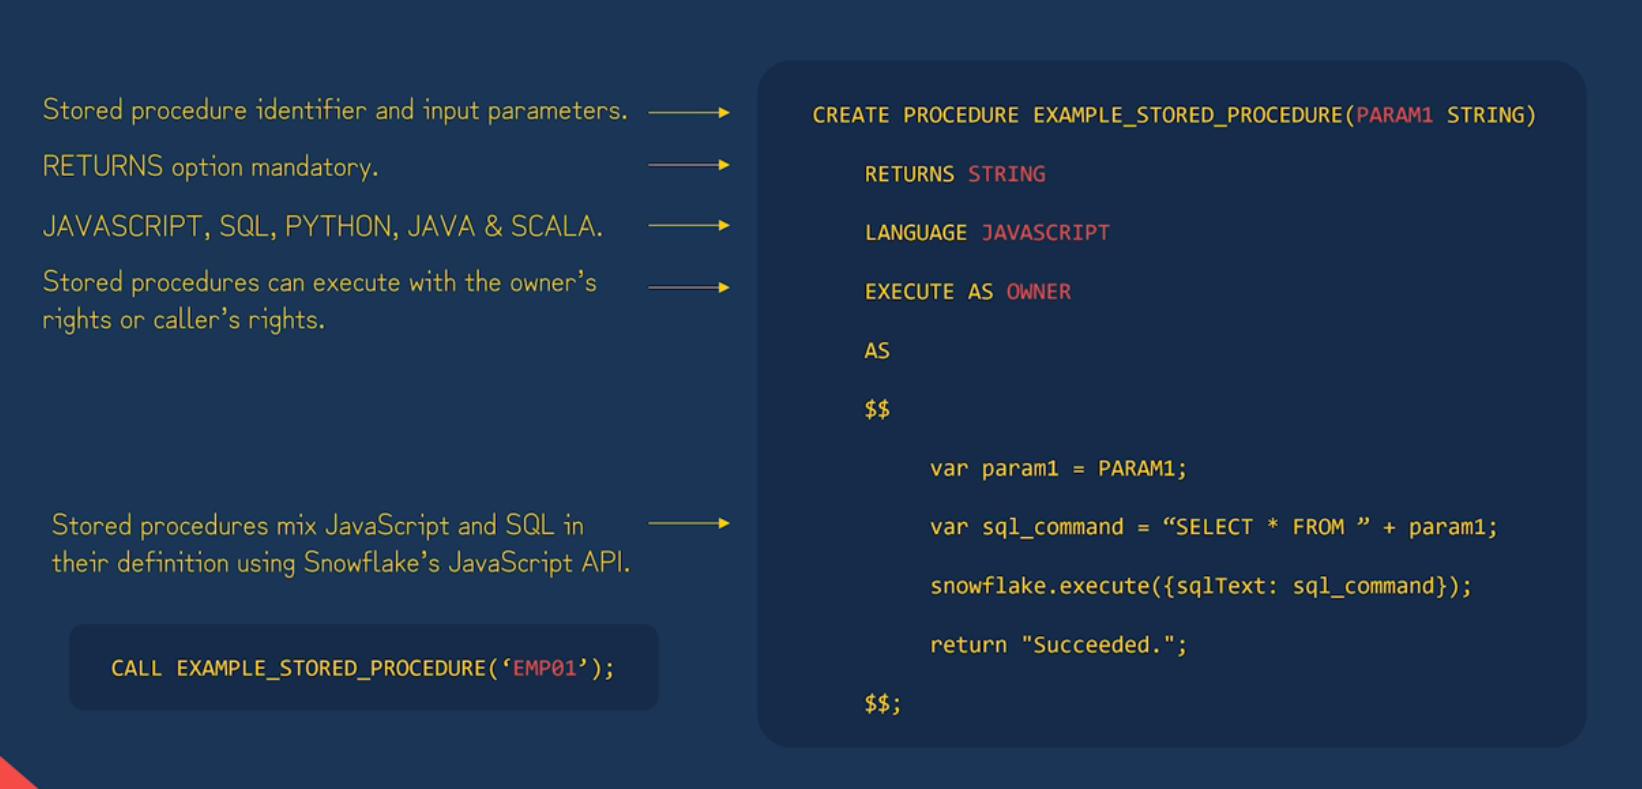 Stored procedure identifier and input parameters.
RETURNS option mandatory.
JAVASCRIPT, SQL, PYTHON, JAVA & SCALA.
Stored procedures can execute with the owner’s
rights or caller’s rights.
Stored procedures mix JavaScript and SQL in
their definition using Snowflake’s JavaScript API.
CALL EXAMPLE_STORED_PROCEDURE(‘EMP01’);
CREATE PROCEDURE EXAMPLE_STORED_PROCEDURE(PARAM1 STRING)
RETURNS STRING
LANGUAGE JAVASCRIPT
EXECUTE AS OWNER
AS
$$
var param1 = PARAM1;
var sql_command = “SELECT * FROM ” + param1;
snowflake.execute({sqlText: sql_command});
return "Succeeded.";
$$;